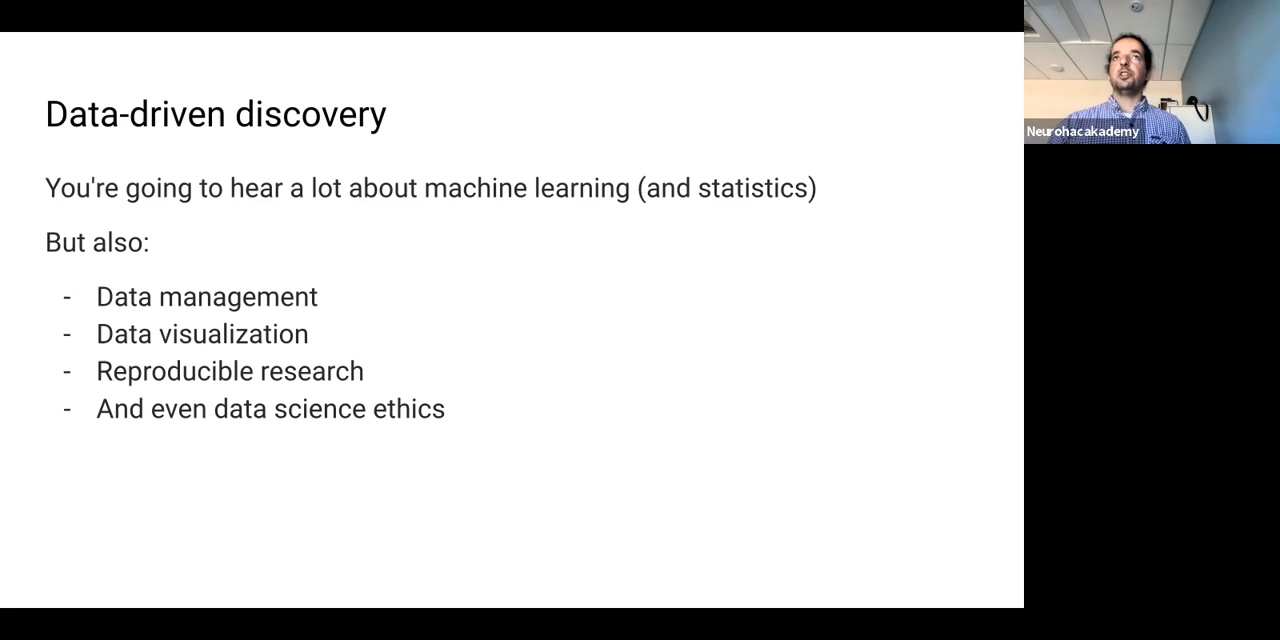 Data-driven discovery
You're going to hear a lot about machine learning (and statistics)
But also:
- Data management
- Data visualization
- Reproducible research
- And even data science ethics
Neurohacakademy